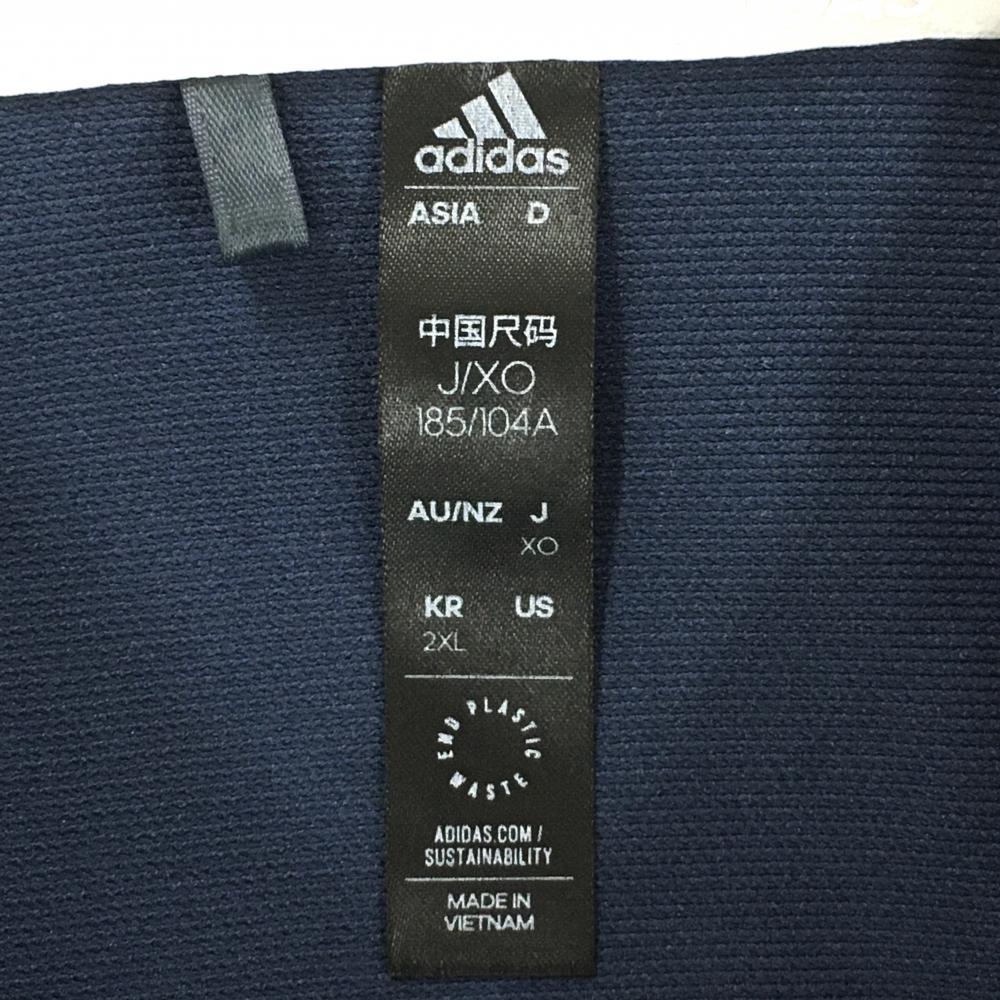 adidas
ASIA D
中国尺码
J/XO
185/104A
AU/NZ J
XO
KR US
2XL
END PLASTIC WASTE
ADIDAS.COM/
SUSTAINABILITY
MADE IN
VIETNAM